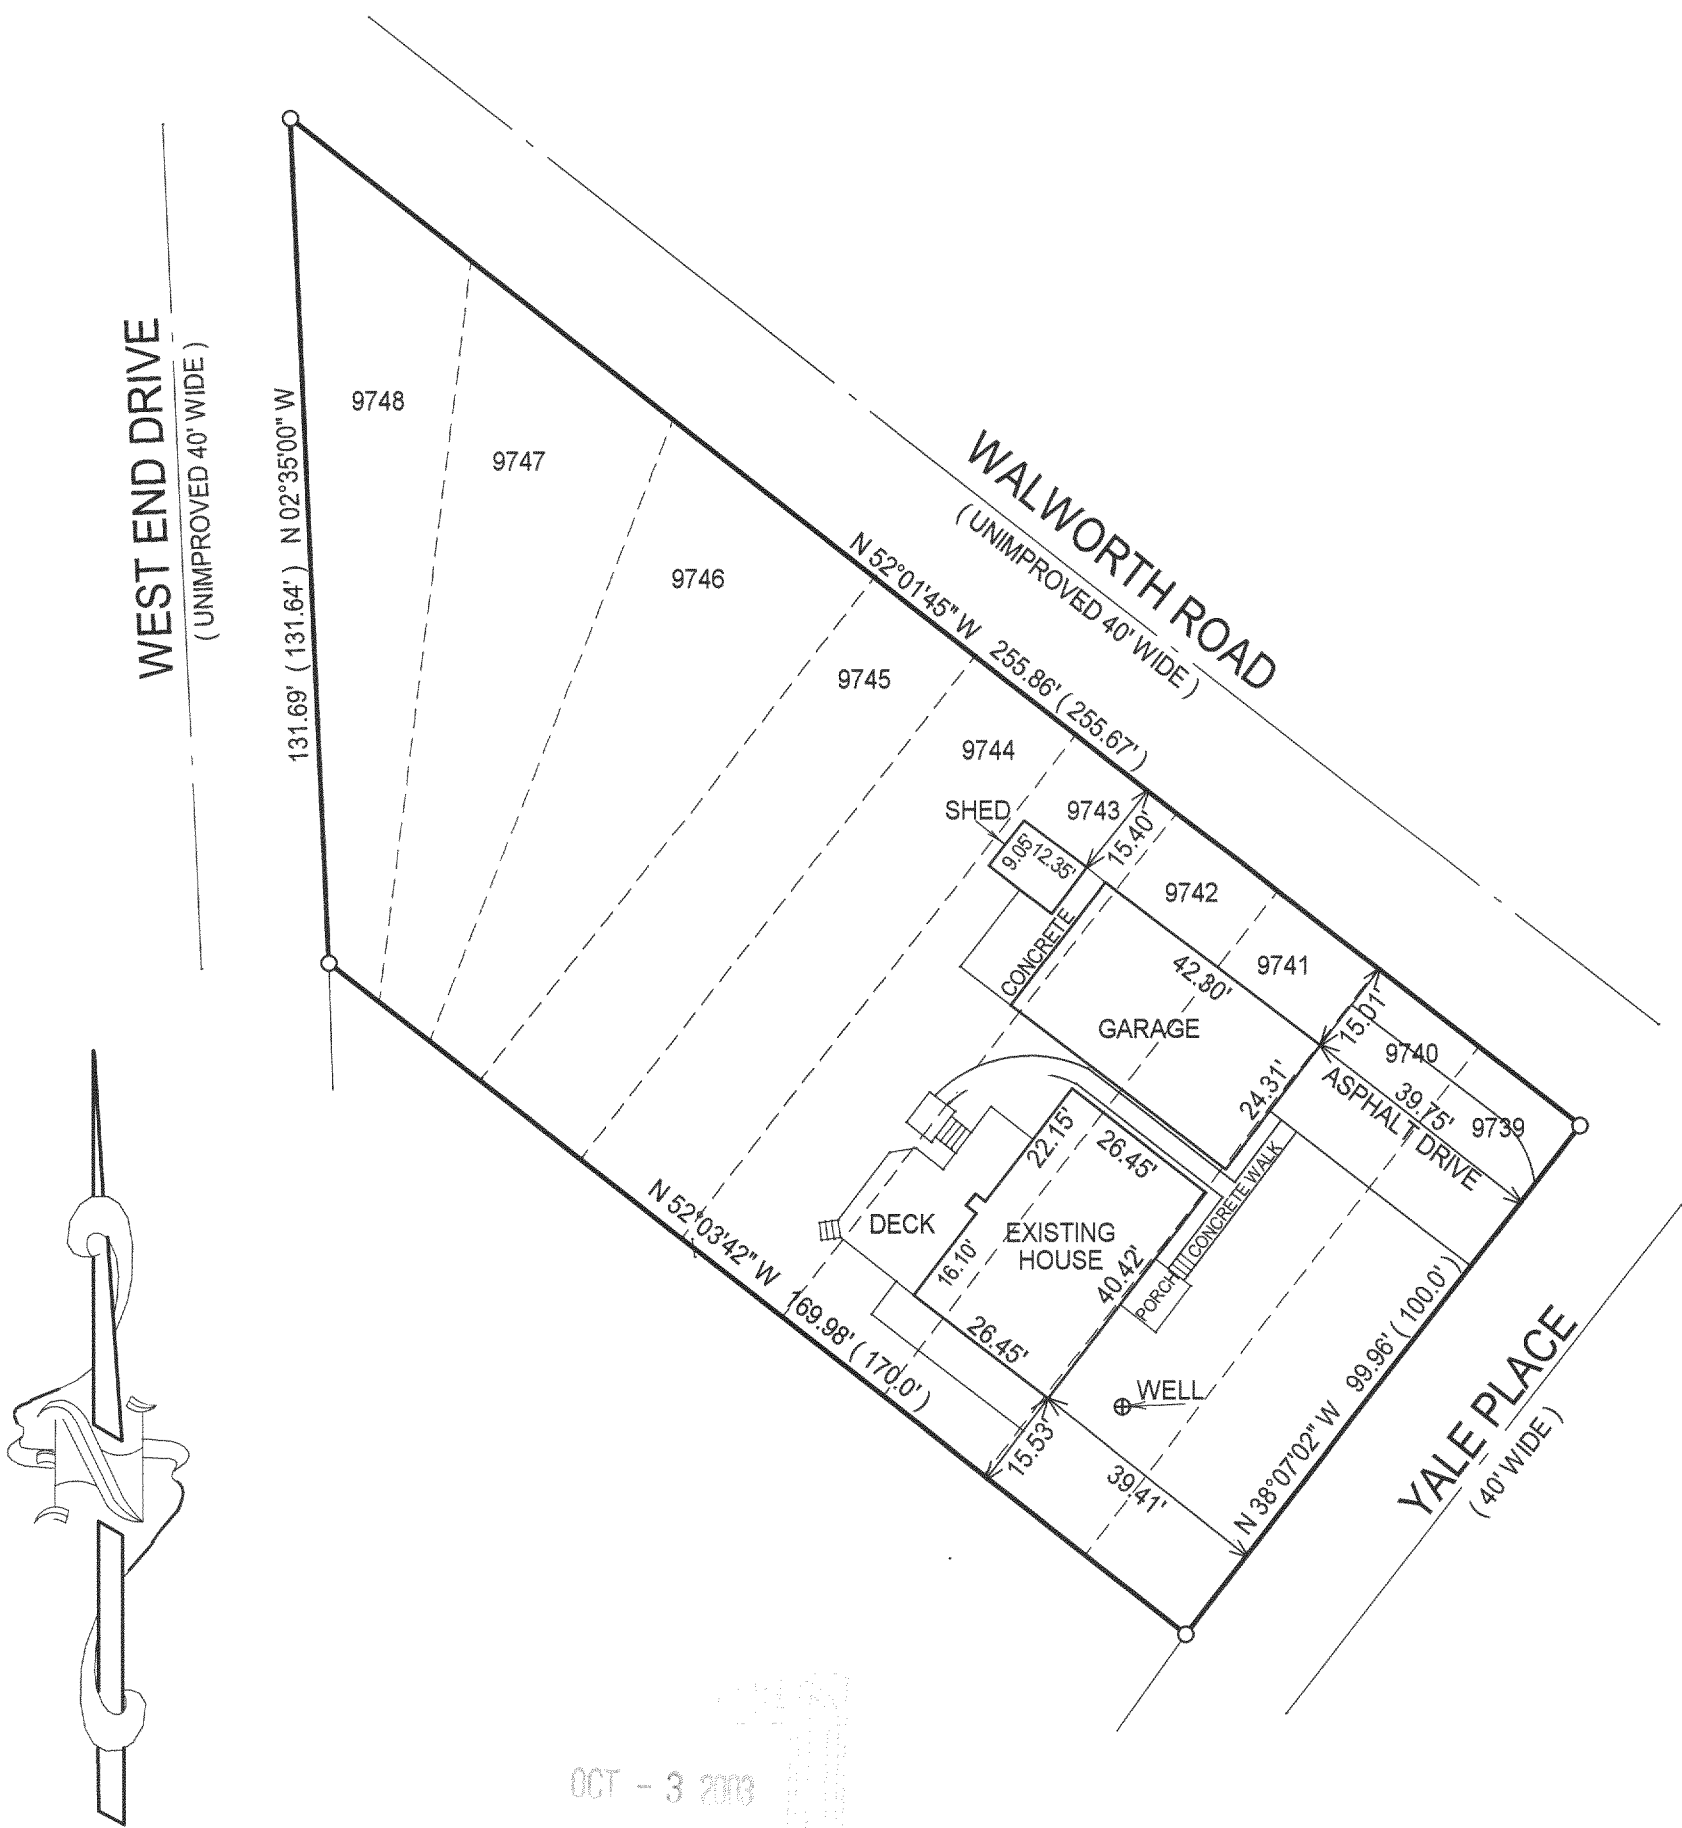 WEST END DRIVE
( UNIMPROVED 40' WIDE )
131.69' ( 131.64' ) N 02°35'00" W
WALWORTH ROAD
( UNIMPROVED 40' WIDE )
N 52°01'45" W 255.86' ( 255.67' )
9748
9747
9746
9745
9744
9743
9742
9741
9740
9739
SHED
9.05'
12.35'
15.40'
CONCRETE
42.30'
GARAGE
15.01'
24.31'
39.75'
ASPHALT DRIVE
22.15'
26.45'
CONCRETE WALK
DECK
EXISTING
HOUSE
16.10'
40.42'
PORCH
26.45'
WELL
15.53'
39.41'
N 52°03'42" W 169.98' ( 170.0' )
N 38°07'02" W 99.96' ( 100.0' )
YALE PLACE
( 40' WIDE )
N
OCT - 3 2003